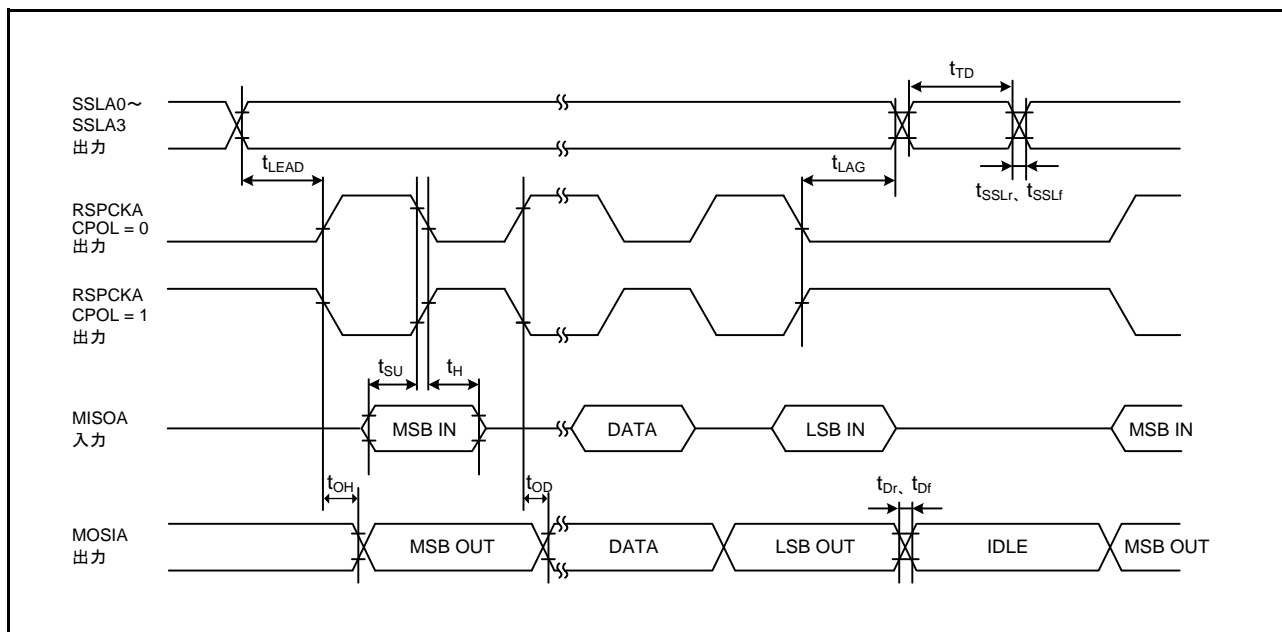 SSLA0～
SSLA3
出力
tTD
tLEAD
tLAG
tSSLr、tSSLf
RSPCKA
CPOL = 0
出力
RSPCKA
CPOL = 1
出力
tSU
tH
MISOA
入力
MSB IN
DATA
LSB IN
MSB IN
tOH
tOD
tDr、tDf
MOSIA
出力
MSB OUT
DATA
LSB OUT
IDLE
MSB OUT